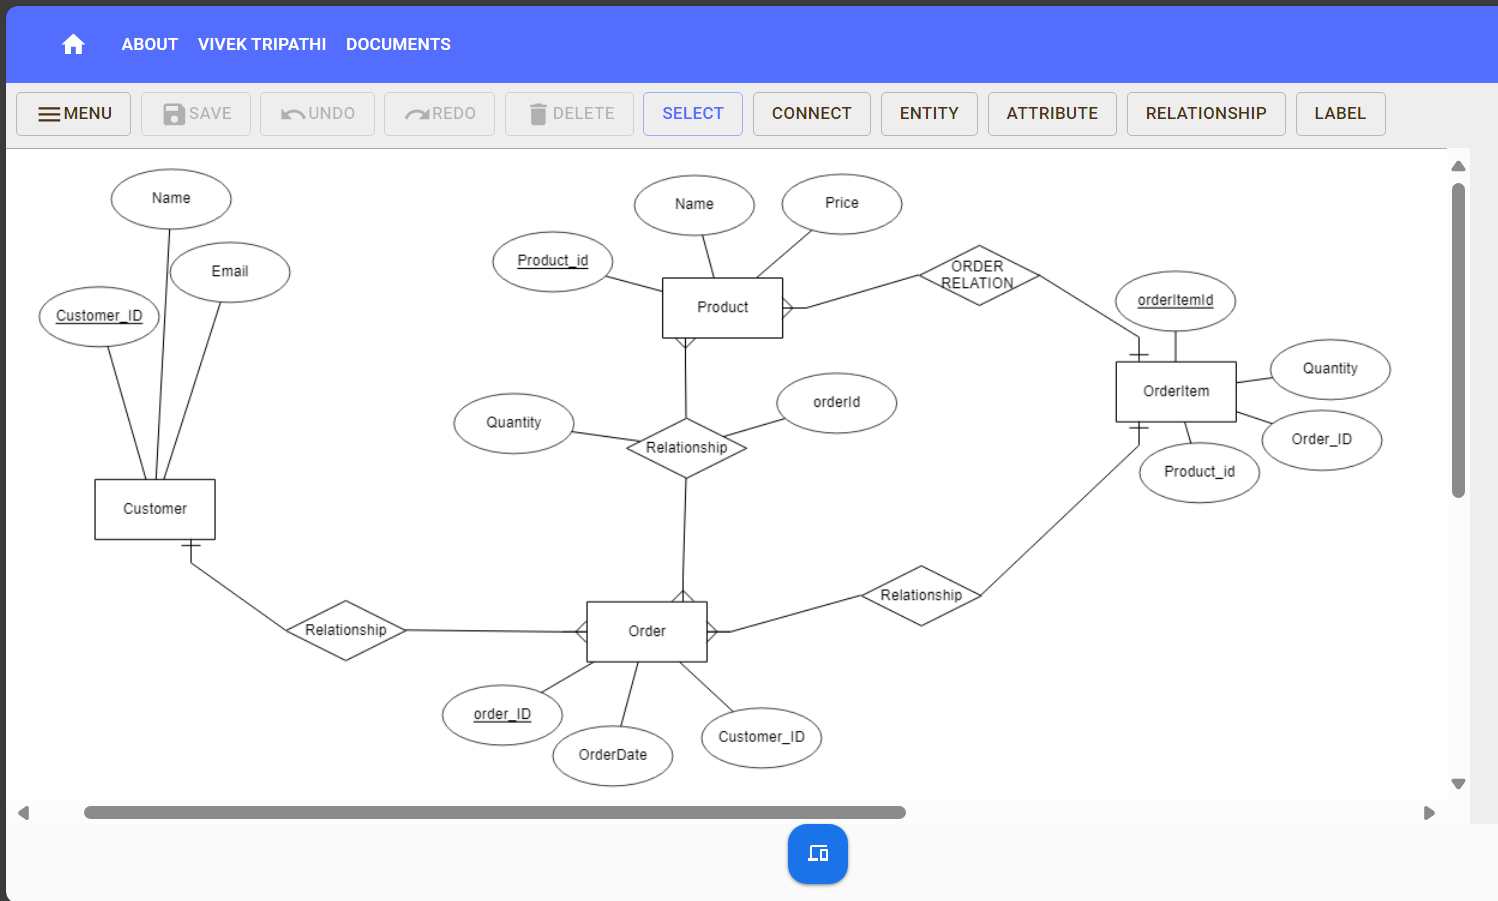 ABOUT VIVEK TRIPATHI DOCUMENTS
MENU SAVE UNDO REDO DELETE SELECT CONNECT ENTITY ATTRIBUTE RELATIONSHIP LABEL
Name
Email
Customer_ID
Customer
Name
Price
Product_id
Product
ORDER
RELATION
orderItemId
Quantity
OrderItem
Order_ID
Product_id
Quantity
orderId
Relationship
Relationship
Relationship
Order
order_ID
OrderDate
Customer_ID